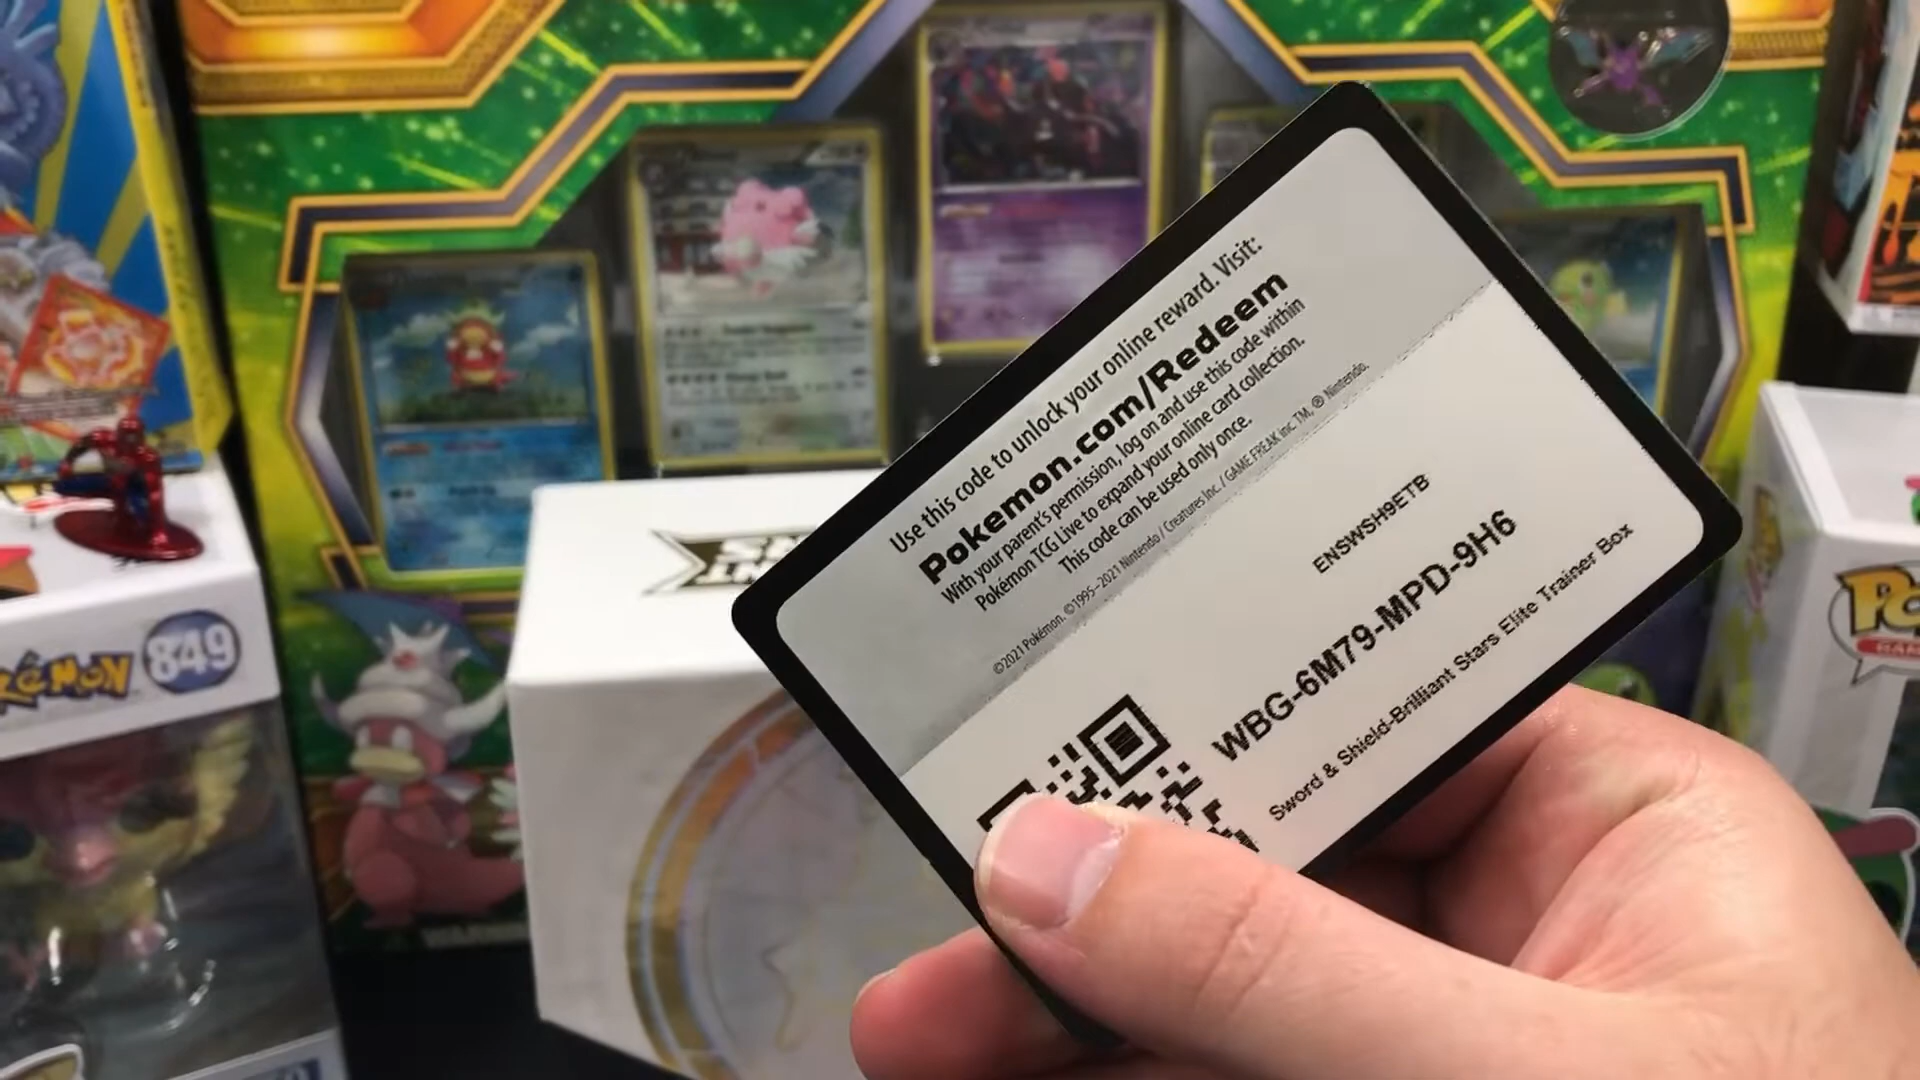 Use this code to unlock your online reward. Visit:
Pokemon.com/Redeem
With your parent's permission, log on and use this code within
Pokémon TCG Live to expand your online card collection.
This code can be used only once.
©2021 Pokémon. ©1995–2021 Nintendo / Creatures Inc. / GAME FREAK inc. TM, ® Nintendo.
ENSWSH9ETB
WBG-6M79-MPD-9H6
Sword & Shield-Brilliant Stars Elite Trainer Box
849